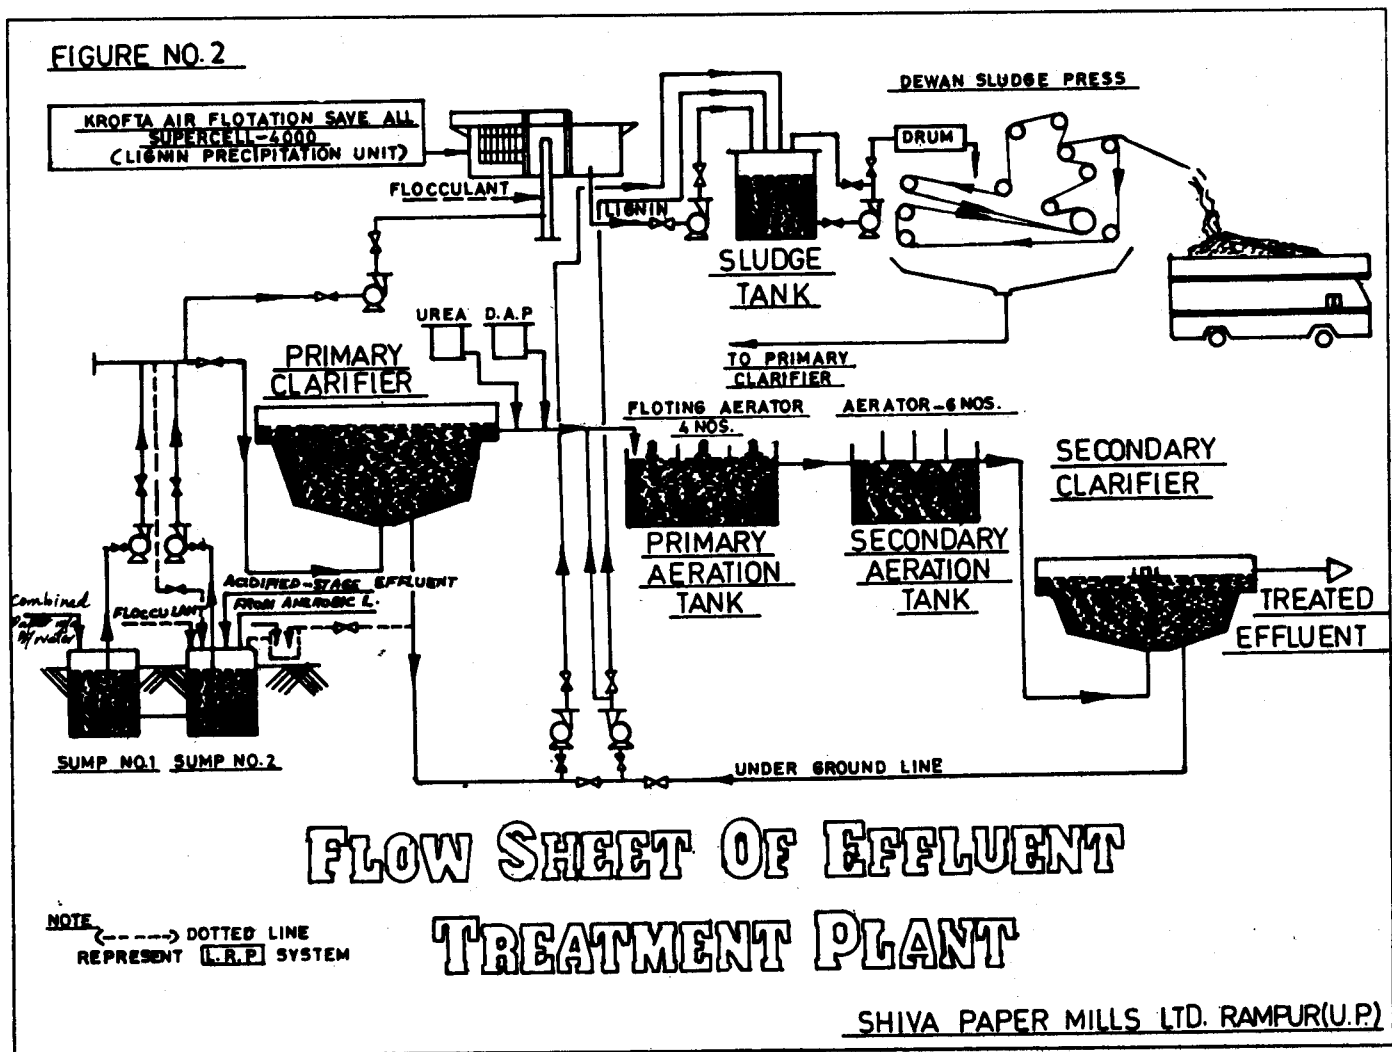 FIGURE NO. 2
KROFTA AIR FLOTATION SAVE ALL
SUPERCELL-4000
(LIGNIN PRECIPITATION UNIT)
FLOCCULANT
LIGNIN
SLUDGE
TANK
DEWAN SLUDGE PRESS
DRUM
TO PRIMARY
CLARIFIER
UREA
D.A.P
PRIMARY
CLARIFIER
FLOTING AERATOR
4 NOS.
AERATOR-6 NOS.
PRIMARY
AERATION
TANK
SECONDARY
AERATION
TANK
SECONDARY
CLARIFIER
TREATED
EFFLUENT
Combined
water
FLOCCULANT
ACIDIFIED-STAGE EFFLUENT
FROM ANEROBIC L.
SUMP NO.1
SUMP NO.2
UNDER GROUND LINE
FLOW SHEET OF EFFLUENT
TREATMENT PLANT
NOTE
DOTTED LINE
REPRESENT L.R.P SYSTEM
SHIVA PAPER MILLS LTD. RAMPUR(U.P.)